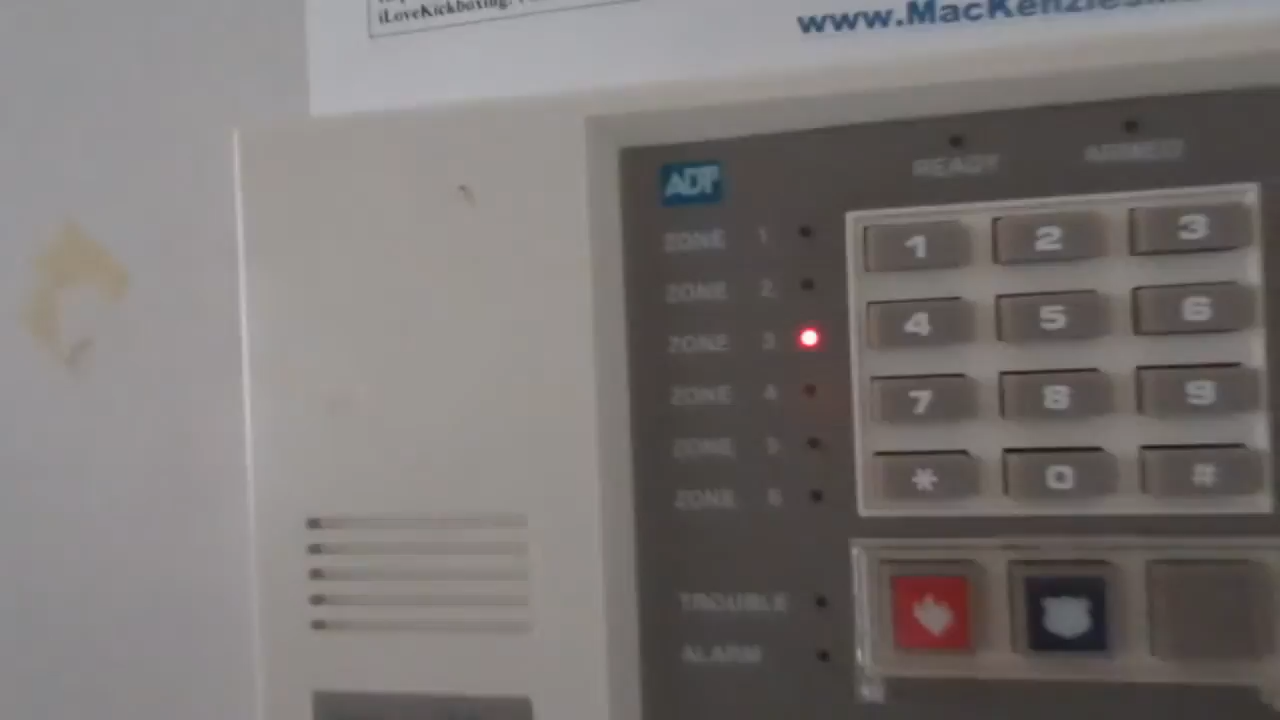 iLoveKickboxing.
www.MacKenzies
ADT
READY ARMED
ZONE 1
ZONE 2
ZONE 3
ZONE 4
ZONE 5
ZONE 6
TROUBLE
ALARM
1 2 3
4 5 6
7 8 9
* 0 #